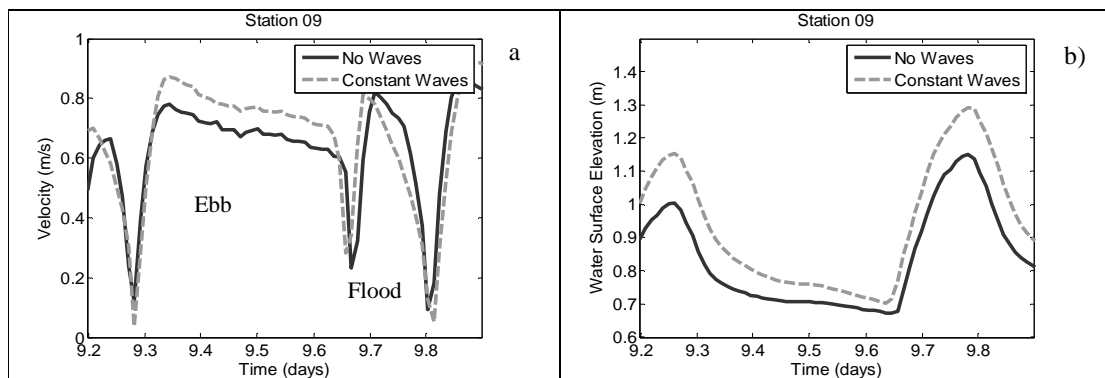 Station 09
No Waves
Constant Waves
a
Velocity (m/s)
1
0.8
0.6
0.4
0.2
0
Ebb
Flood
9.2 9.3 9.4 9.5 9.6 9.7 9.8
Time (days)
Station 09
No Waves
Constant Waves
b)
Water Surface Elevation (m)
1.4
1.3
1.2
1.1
1
0.9
0.8
0.7
0.6
9.2 9.3 9.4 9.5 9.6 9.7 9.8
Time (days)